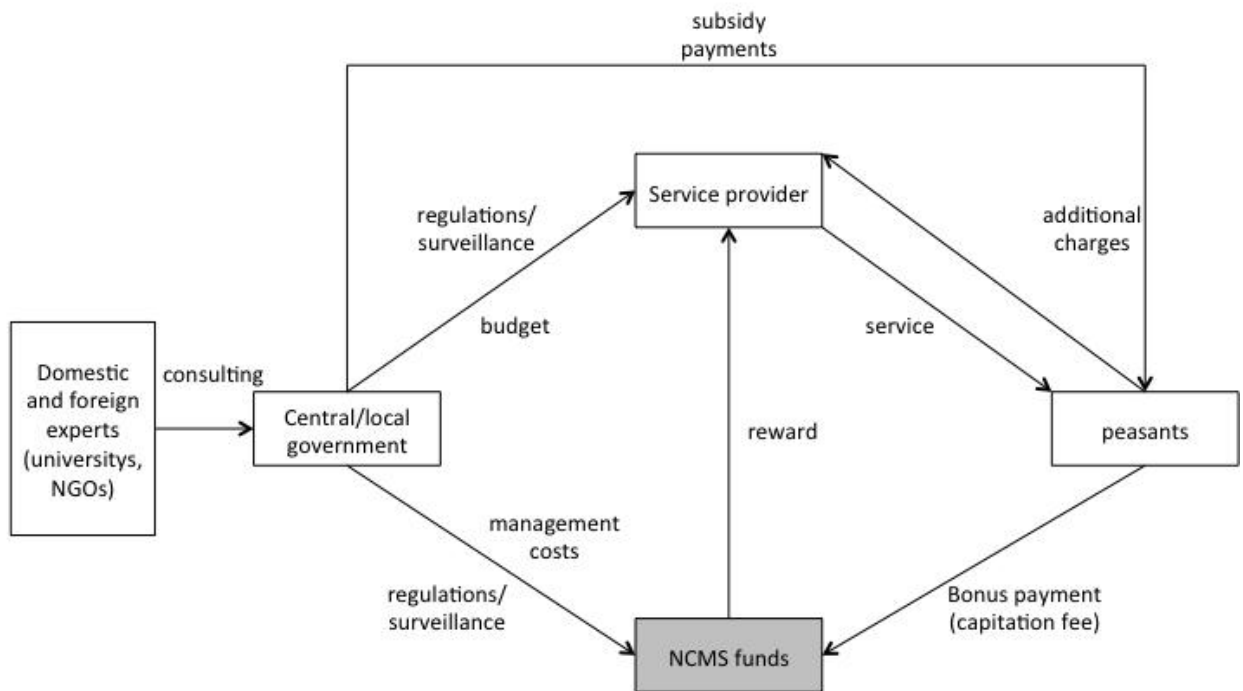 subsidy
payments
Service provider
regulations/
surveillance
additional
charges
budget
service
Domestic
and foreign
experts
(universitys,
NGOs)
consulting
Central/local
government
reward
peasants
management
costs
regulations/
surveillance
Bonus payment
(capitation fee)
NCMS funds